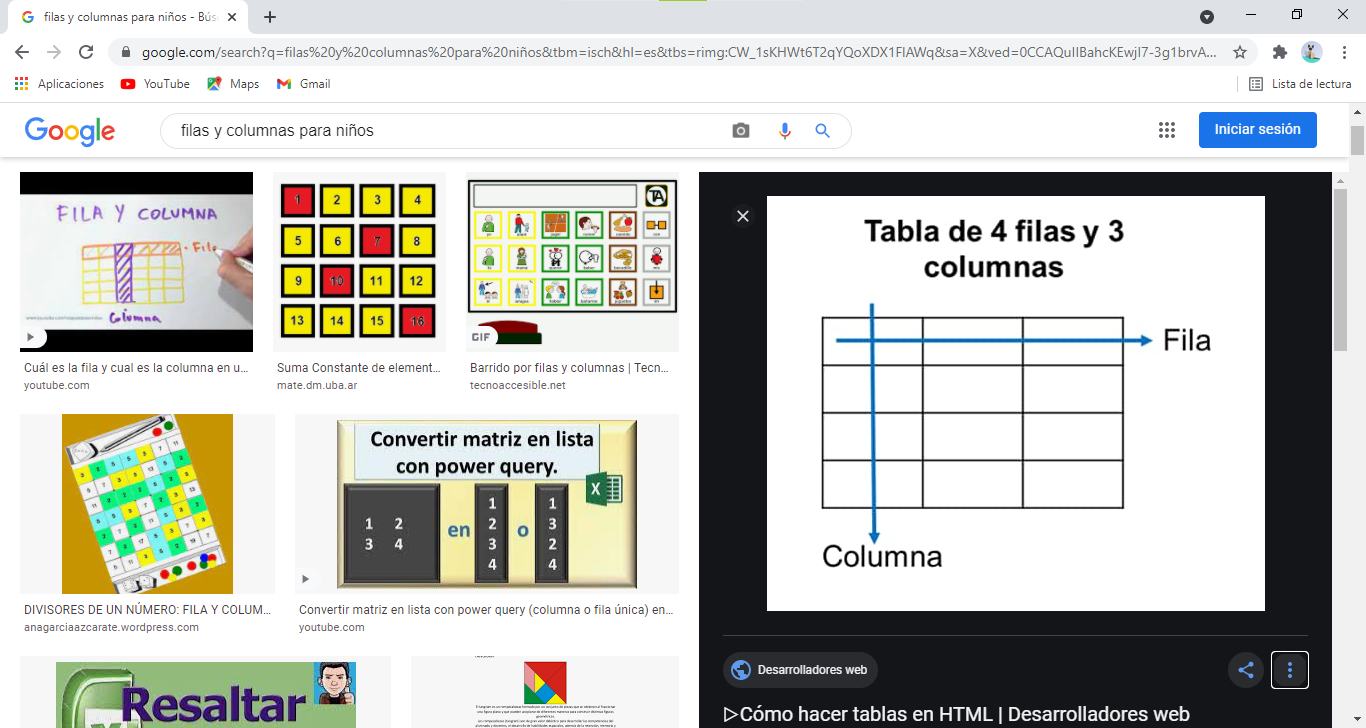 filas y columnas para niños - Bús
google.com/search?q=filas%20y%20columnas%20para%20niños&tbm=isch&hl=es&tbs=rimg:CW_1sKHWt6T2qYQoXDX1FIAWq&sa=X&ved=0CCAQuIIBahcKEwjI7-3g1brvA...
Aplicaciones YouTube Maps Gmail Lista de lectura
Google filas y columnas para niños Iniciar sesión
FILA Y COLUMNA
Fila
Columna
1 2 3 4
5 6 7 8
9 10 11 12
13 14 15 16
TA
GIF
Cuál es la fila y cual es la columna en u...
youtube.com
Suma Constante de element...
mate.dm.uba.ar
Barrido por filas y columnas | Tecn...
tecnoaccesible.net
Convertir matriz en lista
con power query.
1 2
3 4
en
1
2
3
4
o
1
3
2
4
X
DIVISORES DE UN NÚMERO: FILA Y COLUM...
anagarciaazcarate.wordpress.com
Convertir matriz en lista con power query (columna o fila única) en...
youtube.com
Resaltar
Tabla de 4 filas y 3
columnas
Fila
Columna
Desarrolladores web
Cómo hacer tablas en HTML | Desarrolladores web